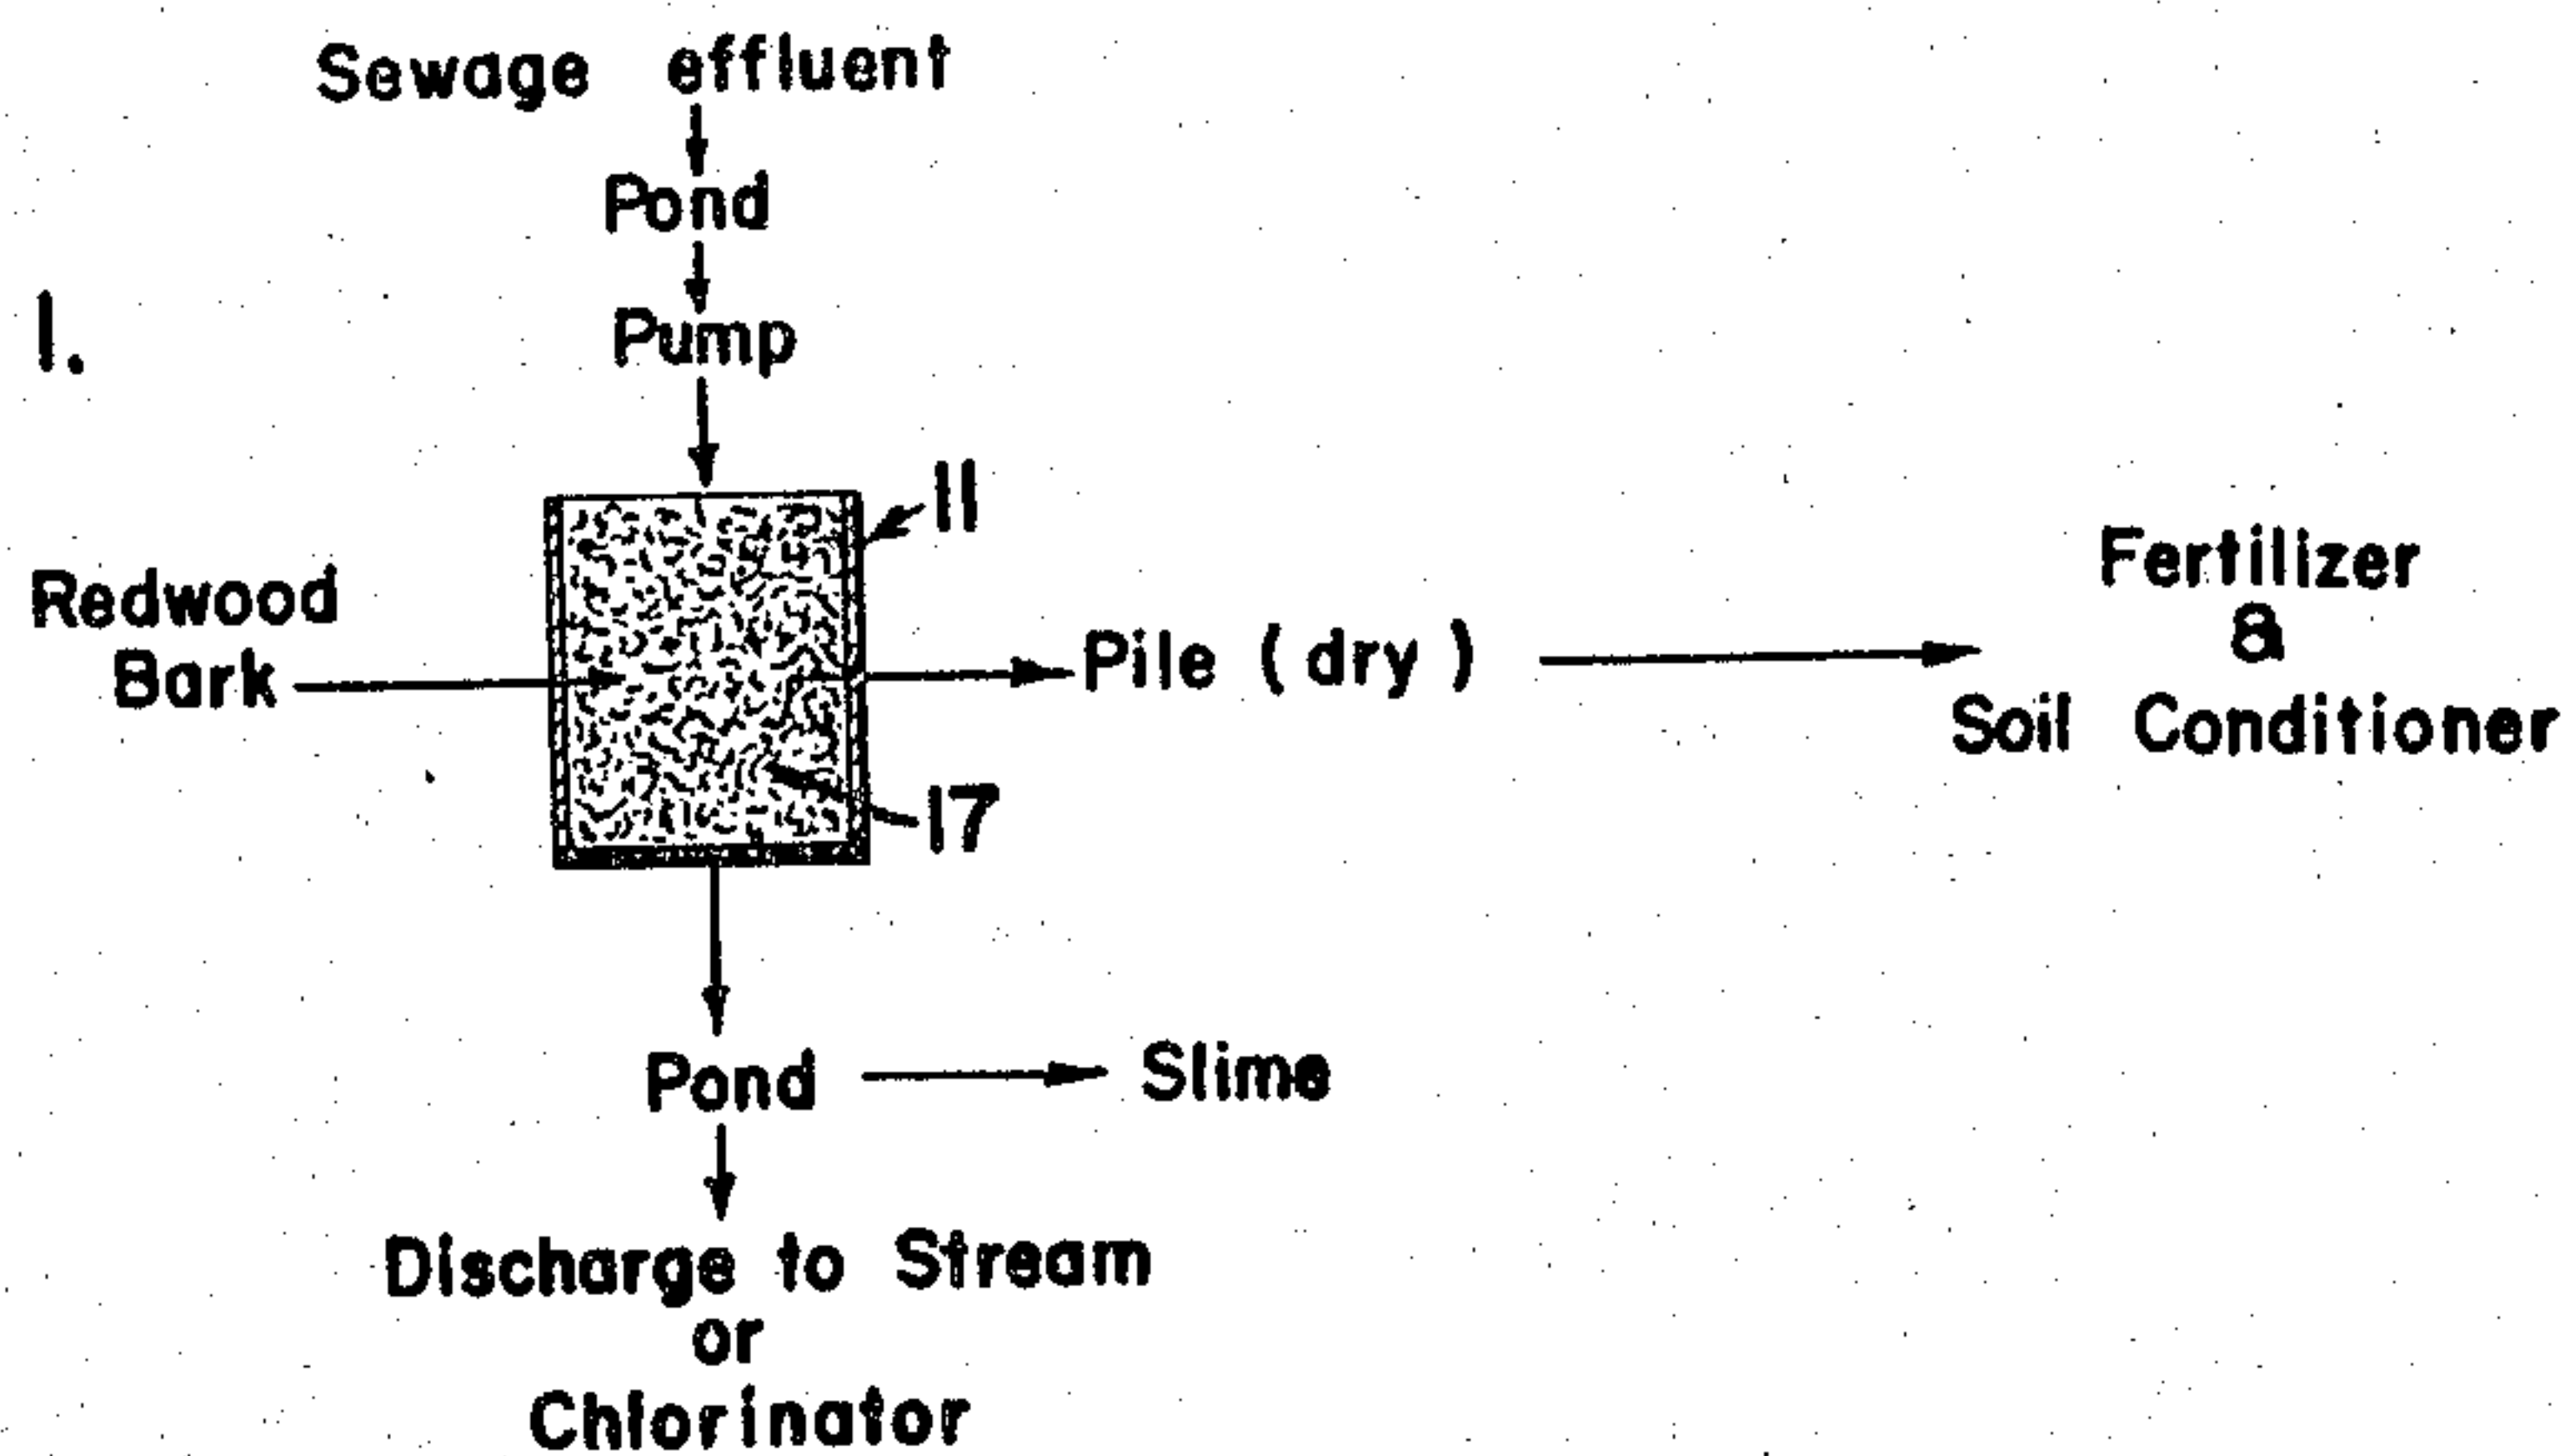 Sewage effluent
Pond
Pump
1.
11
Redwood
Bark
Pile (dry)
Fertilizer
&
Soil Conditioner
17
Pond
Slime
Discharge to Stream
or
Chlorinator